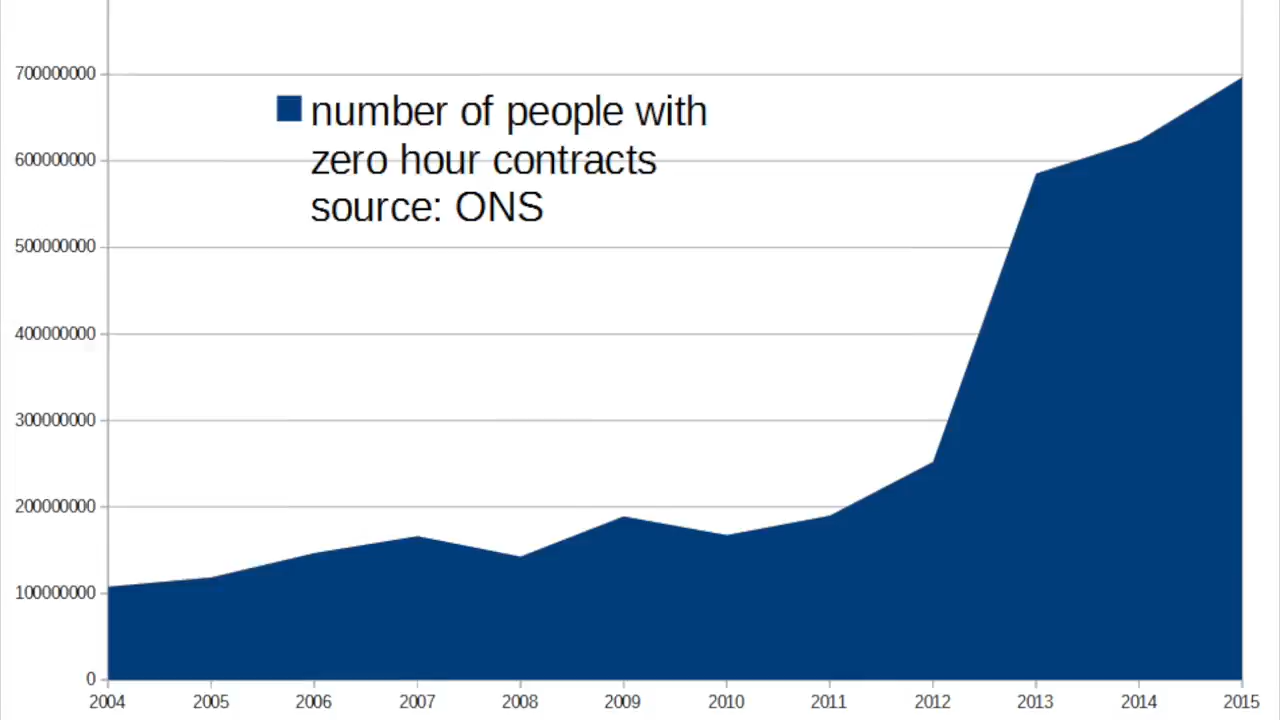 700000000
number of people with
zero hour contracts
source: ONS
600000000
500000000
400000000
300000000
200000000
100000000
0
2004 2005 2006 2007 2008 2009 2010 2011 2012 2013 2014 2015